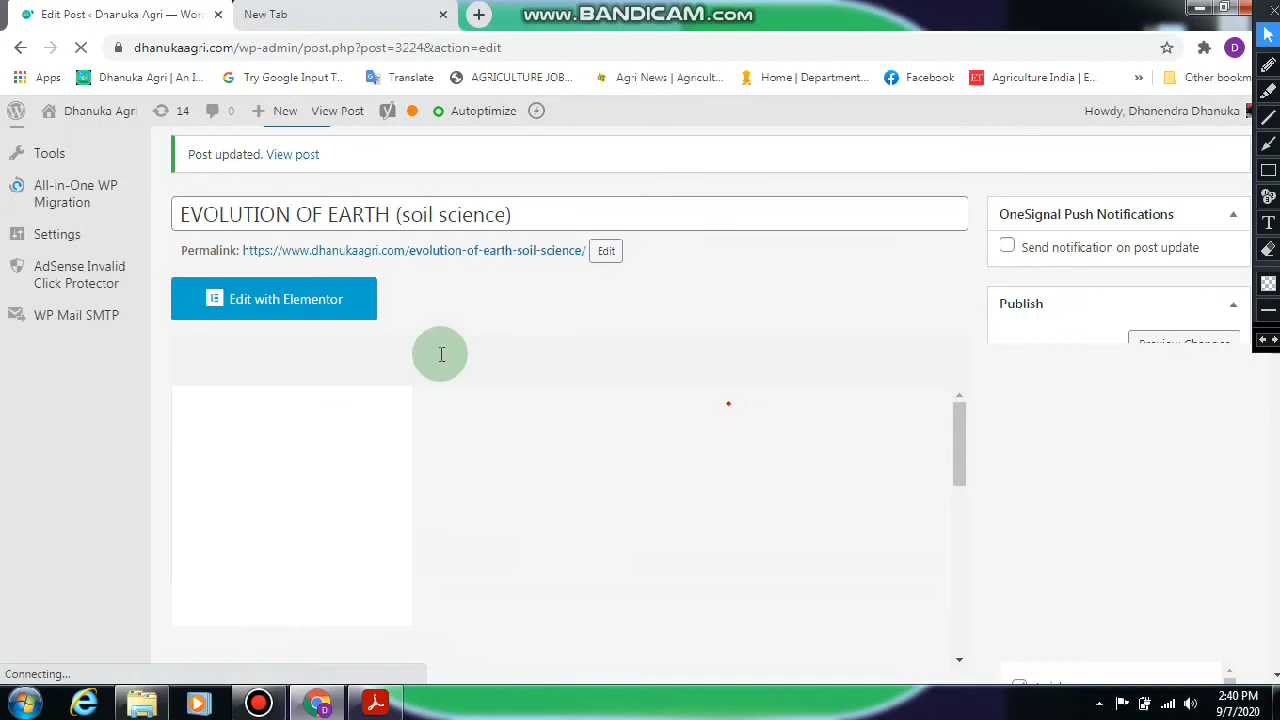 www.BANDICAM.com
Edit Post ‹ Dhanuka Agri — Wor
New Tab
dhanukaagri.com/wp-admin/post.php?post=3224&action=edit
Apps
Dhanuka Agri | An I...
Try Google Input T...
Translate
AGRICULTURE JOB...
Agri News | Agricult...
Home | Department...
Facebook
Agriculture India | E...
Other bookm
Dhanuka Agri
14
0
New
View Post
Autoptimize
Howdy, Dhanendra Dhanuka
Tools
All-in-One WP
Migration
Settings
AdSense Invalid
Click Protector
WP Mail SMTP
Post updated. View post
EVOLUTION OF EARTH (soil science)
Permalink: https://www.dhanukaagri.com/evolution-of-earth-soil-science/ Edit
Edit with Elementor
OneSignal Push Notifications
Send notification on post update
Publish
Preview Changes
Connecting...
2:40 PM
9/7/2020